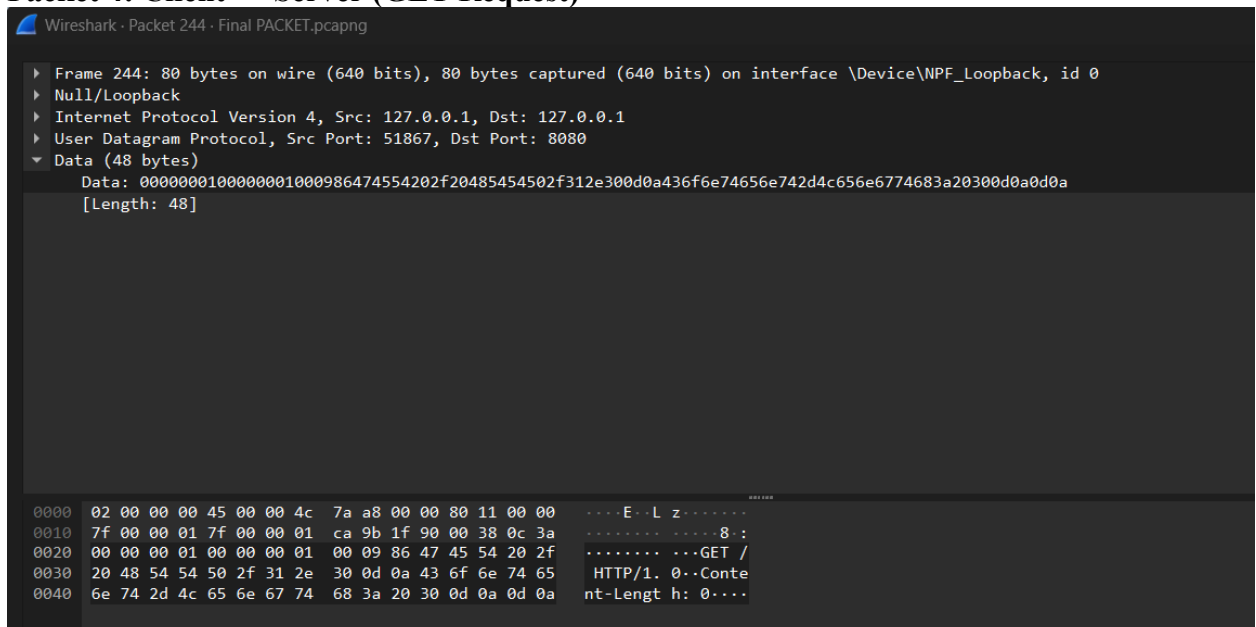 Packet 4: Client → Server (GET Request)
Wireshark · Packet 244 · Final PACKET.pcapng
Frame 244: 80 bytes on wire (640 bits), 80 bytes captured (640 bits) on interface \Device\NPF_Loopback, id 0
Null/Loopback
Internet Protocol Version 4, Src: 127.0.0.1, Dst: 127.0.0.1
User Datagram Protocol, Src Port: 51867, Dst Port: 8080
Data (48 bytes)
Data: 0000000100000001000986474554202f20485454502f312e300d0a436f6e74656e742d4c656e6774683a20300d0a0d0a
[Length: 48]
0000 02 00 00 00 45 00 00 4c 7a a8 00 00 80 11 00 00 ····E··L z·······
0010 7f 00 00 01 7f 00 00 01 ca 9b 1f 90 00 38 0c 3a ········ ·····8·:
0020 00 00 00 01 00 00 00 01 00 09 86 47 45 54 20 2f ········ ···GET /
0030 20 48 54 54 50 2f 31 2e 30 0d 0a 43 6f 6e 74 65 HTTP/1. 0··Conte
0040 6e 74 2d 4c 65 6e 67 74 68 3a 20 30 0d 0a 0d 0a nt-Lengt h: 0····